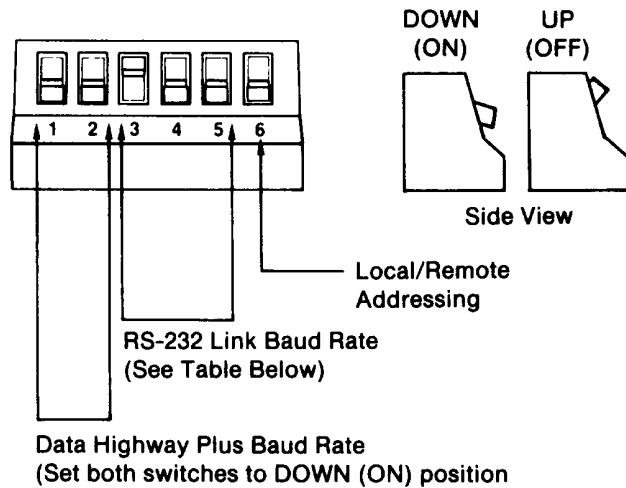 DOWN
(ON)
UP
(OFF)
1 2 3 4 5 6
Side View
Local/Remote
Addressing
RS-232 Link Baud Rate
(See Table Below)
Data Highway Plus Baud Rate
(Set both switches to DOWN (ON) position